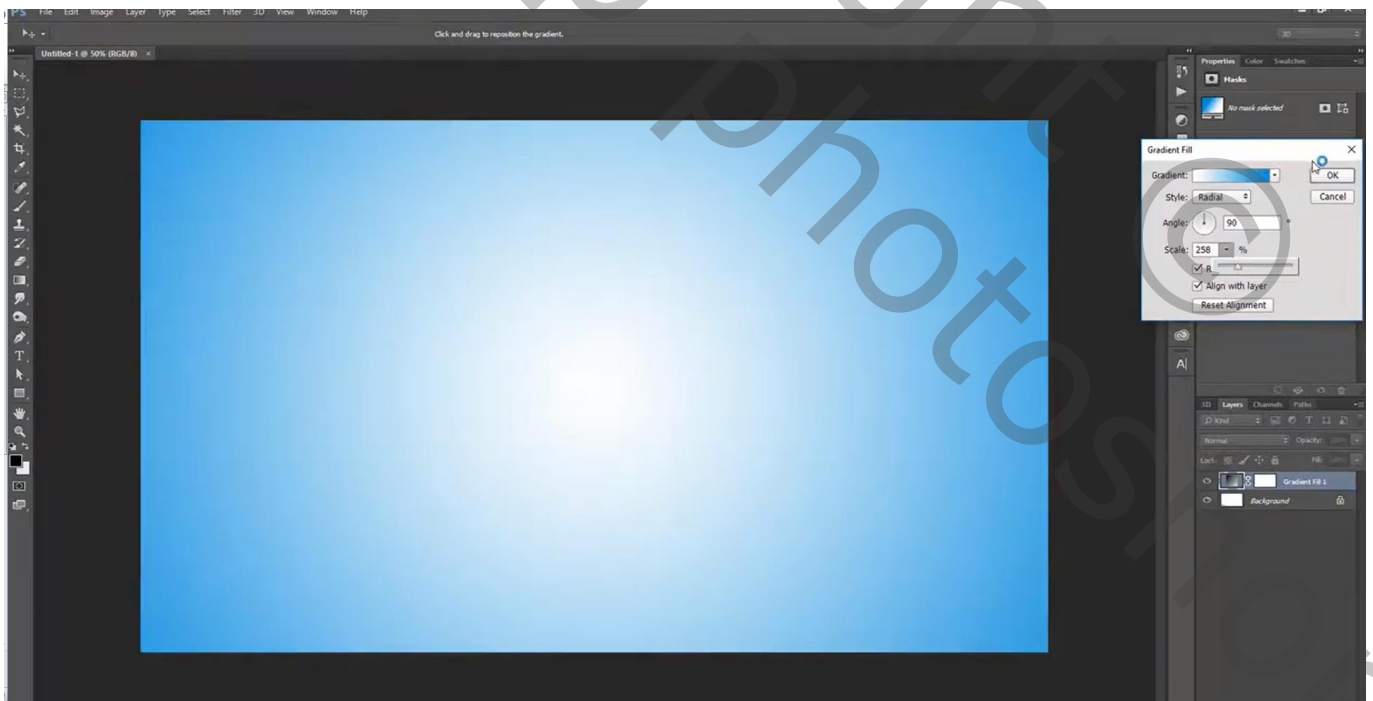 PS File Edit Image Layer Type Select Filter 3D View Window Help
Click and drag to reposition the gradient.
3D
Untitled-1 @ 50% (RGB/8) ×
Properties Color Swatches
Masks
No mask selected
Gradient Fill
Gradient:
OK
Style: Radial
Cancel
Angle: 90 °
Scale: 258 %
R
Align with layer
Reset Alignment
A|
3D Layers Channels Paths
Kind
Normal Opacity:
Lock: Fill:
Gradient Fill 1
Background
photosho